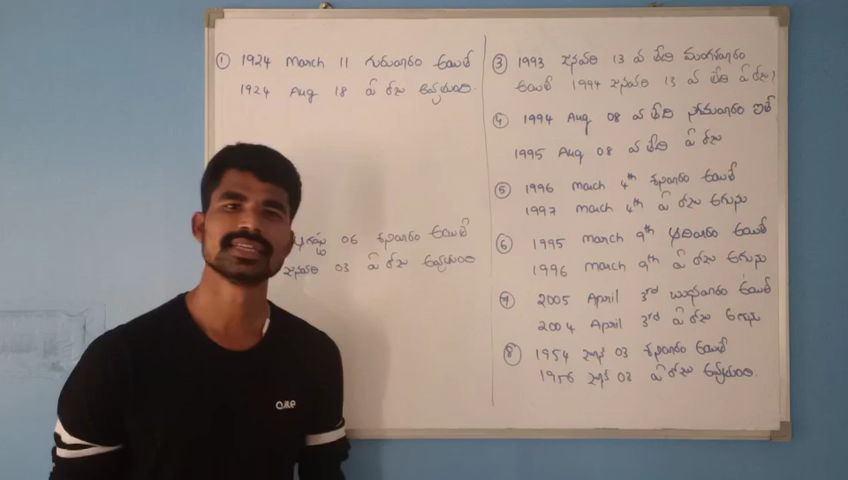 ① 1924 March 11 గురువారం అయితే
1924 Aug 18 ఏ రోజు అవుతుంది.
06 శనివారం అయితే
జనవరి 03 ఏ రోజు అవుతుంది
③ 1993 జనవరి 13 వ తేది మంగళవారం
అయితే 1994 జనవరి 13 వ తేది ఏ రోజు?
④ 1994 Aug 08 వ తేది సోమవారం ఐతే
1995 Aug 08 వ తేది ఏ రోజు
⑤ 1996 march 4th శనివారం అయితే
1997 march 4th ఏ రోజు అగును
⑥ 1995 march 9th ఆదివారం అయితే
1996 march 9th ఏ రోజు అగును
⑦ 2005 April 3rd బుధవారం అయితే
2004 April 3rd ఏ రోజు అగును
⑧ 1954 జూన్ 03 శనివారం అయితే
1956 జూన్ 03 ఏ రోజు అవుతుంది.